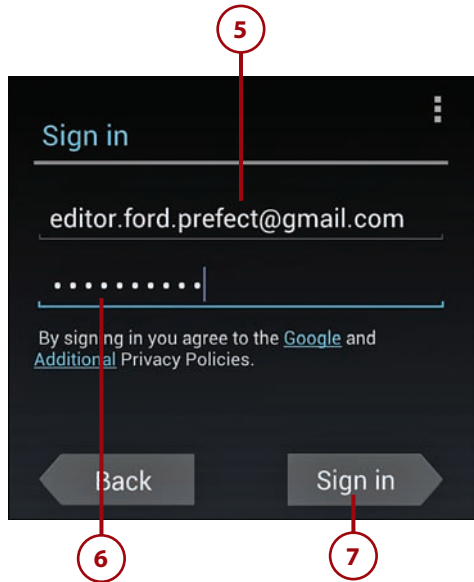 5
Sign in
editor.ford.prefect@gmail.com
••••••••••
By signing in you agree to the Google and
Additional Privacy Policies.
Back Sign in
6 7